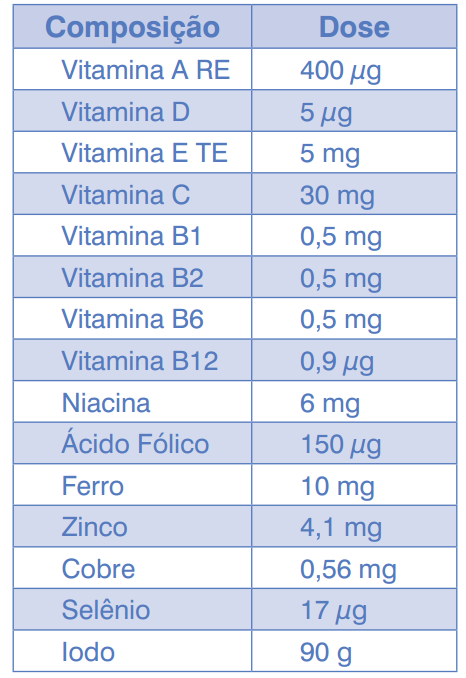 Composição Dose
Vitamina A RE 400 µg
Vitamina D 5 µg
Vitamina E TE 5 mg
Vitamina C 30 mg
Vitamina B1 0,5 mg
Vitamina B2 0,5 mg
Vitamina B6 0,5 mg
Vitamina B12 0,9 µg
Niacina 6 mg
Ácido Fólico 150 µg
Ferro 10 mg
Zinco 4,1 mg
Cobre 0,56 mg
Selênio 17 µg
Iodo 90 g